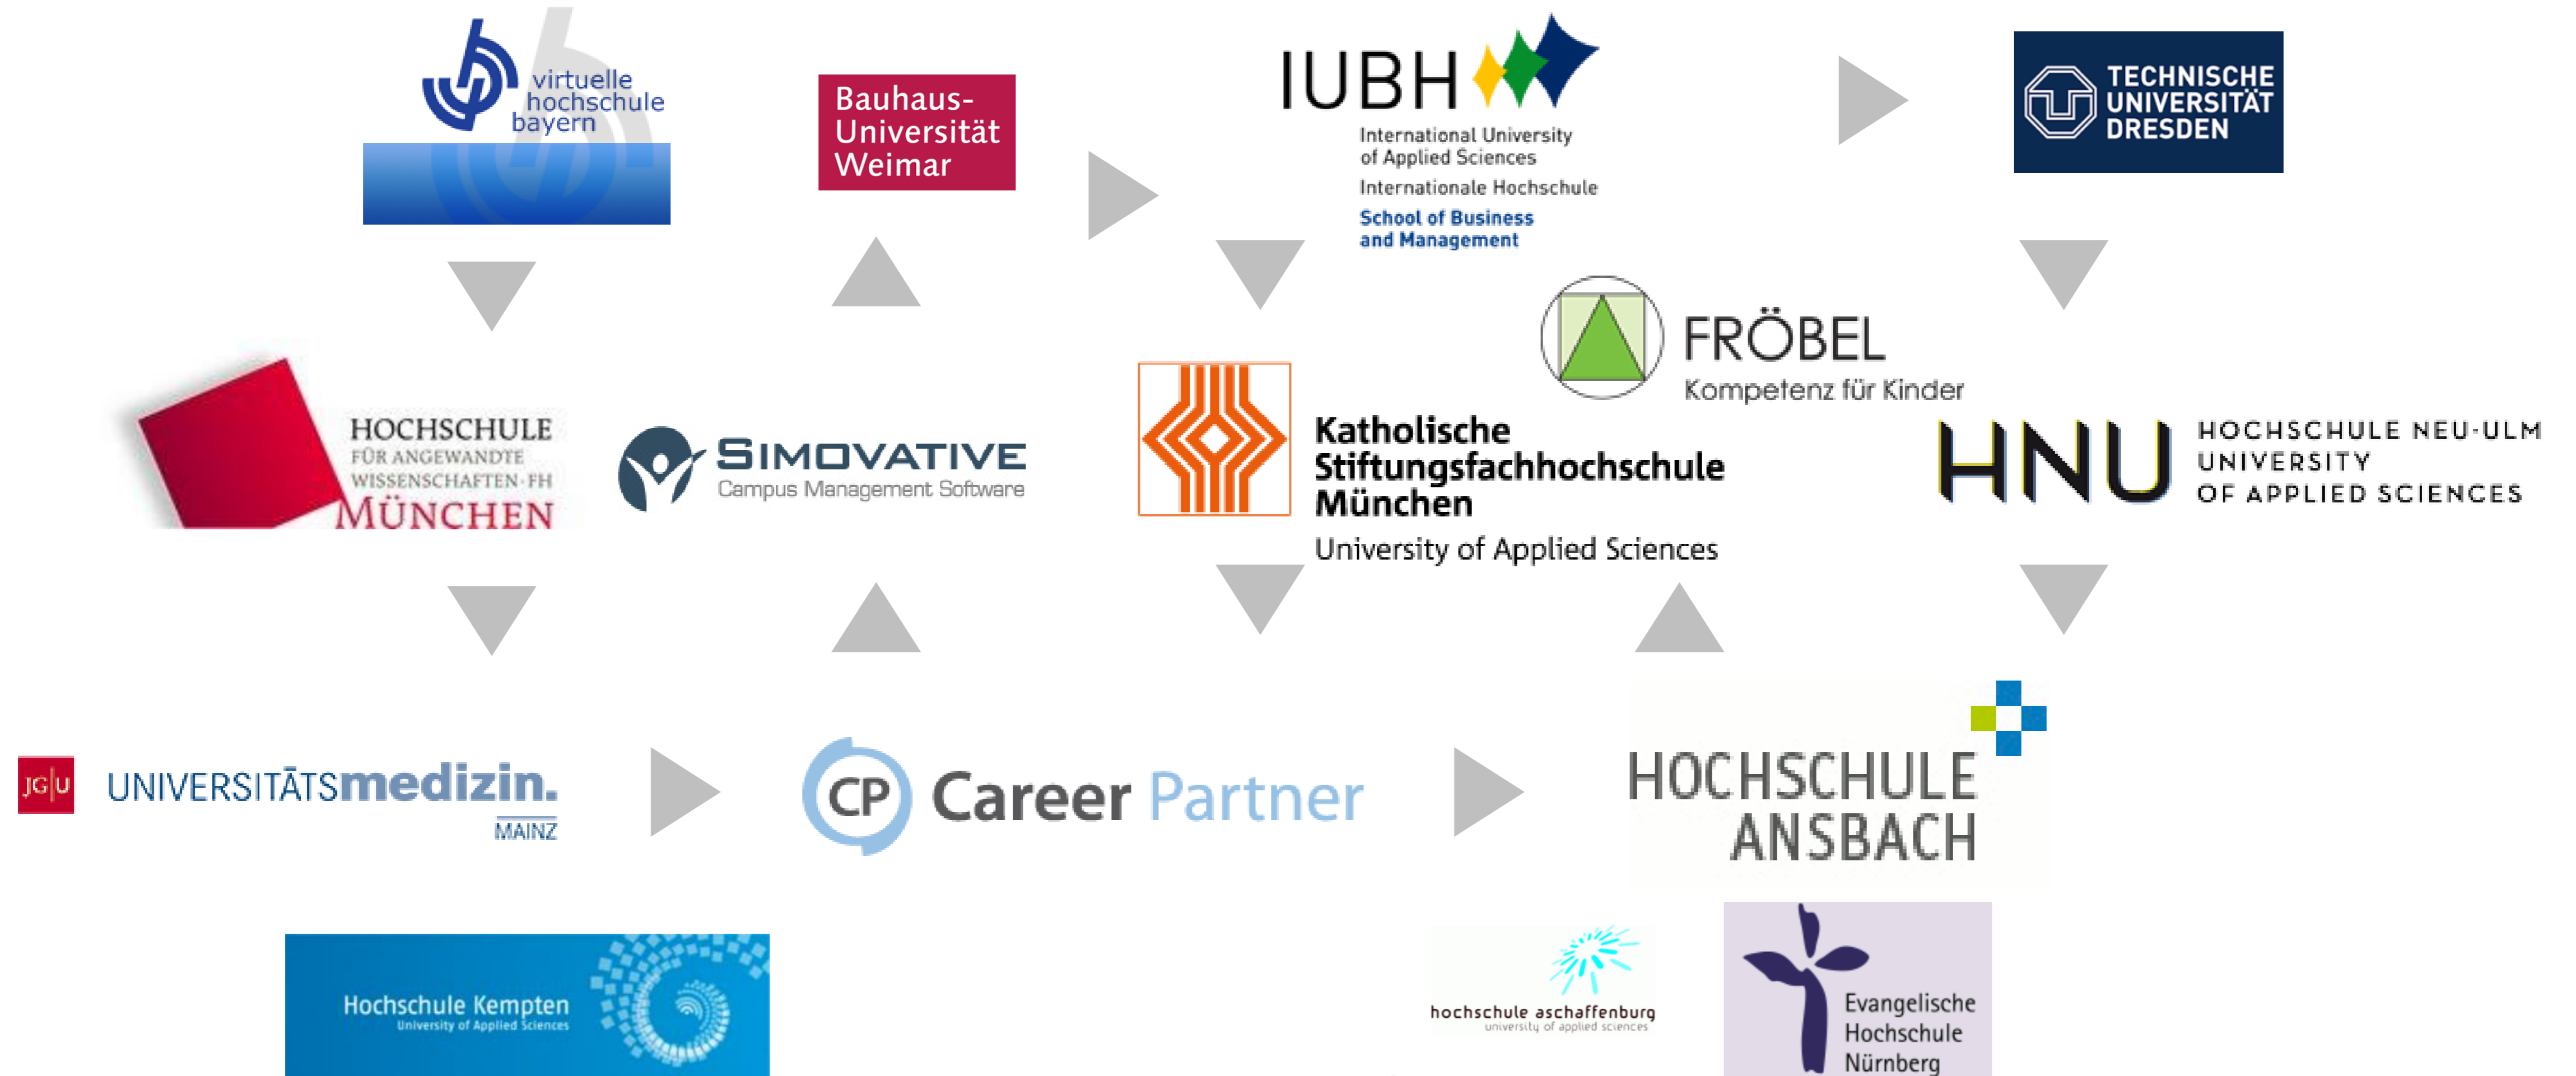 virtuelle
hochschule
bayern
Bauhaus-
Universität
Weimar
IUBH
International University
of Applied Sciences
Internationale Hochschule
School of Business
and Management
TECHNISCHE
UNIVERSITÄT
DRESDEN
FRÖBEL
Kompetenz für Kinder
HOCHSCHULE
FÜR ANGEWANDTE
WISSENSCHAFTEN·FH
MÜNCHEN
SIMOVATIVE
Campus Management Software
Katholische
Stiftungsfachhochschule
München
University of Applied Sciences
HNU
HOCHSCHULE NEU-ULM
UNIVERSITY
OF APPLIED SCIENCES
JG|U
UNIVERSITÄTSmedizin.
MAINZ
CP Career Partner
HOCHSCHULE
ANSBACH
Hochschule Kempten
University of Applied Sciences
hochschule aschaffenburg
university of applied sciences
Evangelische
Hochschule
Nürnberg